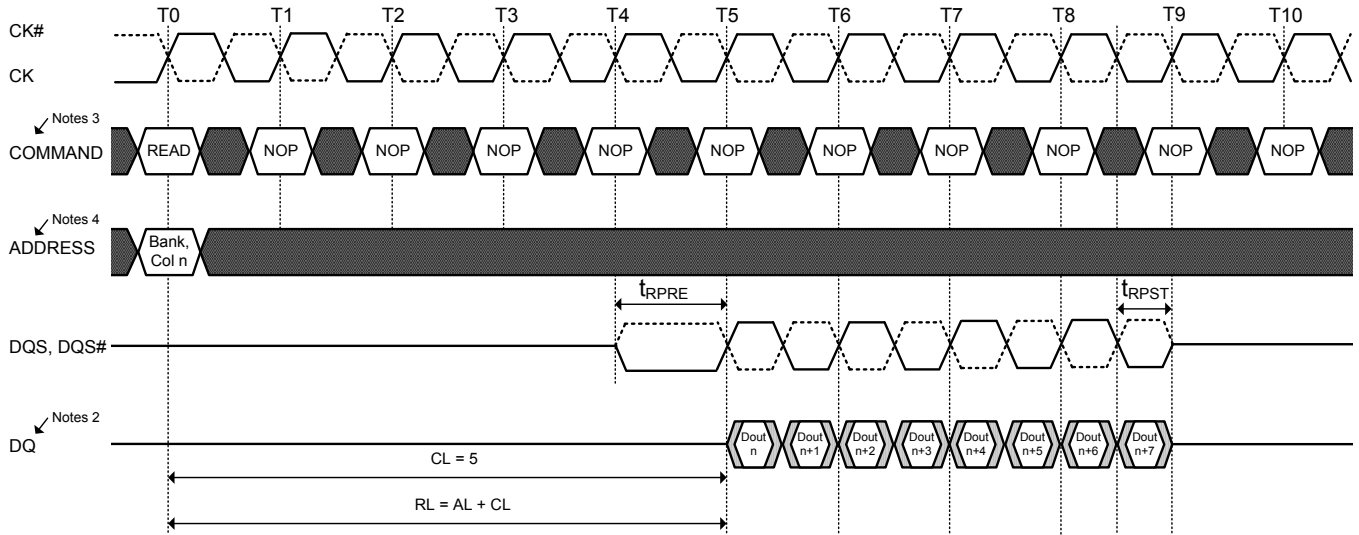 T0 T1 T2 T3 T4 T5 T6 T7 T8 T9 T10
CK#
CK
Notes 3
COMMAND READ NOP NOP NOP NOP NOP NOP NOP NOP NOP NOP
Notes 4
ADDRESS Bank,
Col n
tRPRE tRPST
DQS, DQS#
Notes 2
DQ Dout Dout Dout Dout Dout Dout Dout Dout
n n+1 n+2 n+3 n+4 n+5 n+6 n+7
CL = 5
RL = AL + CL